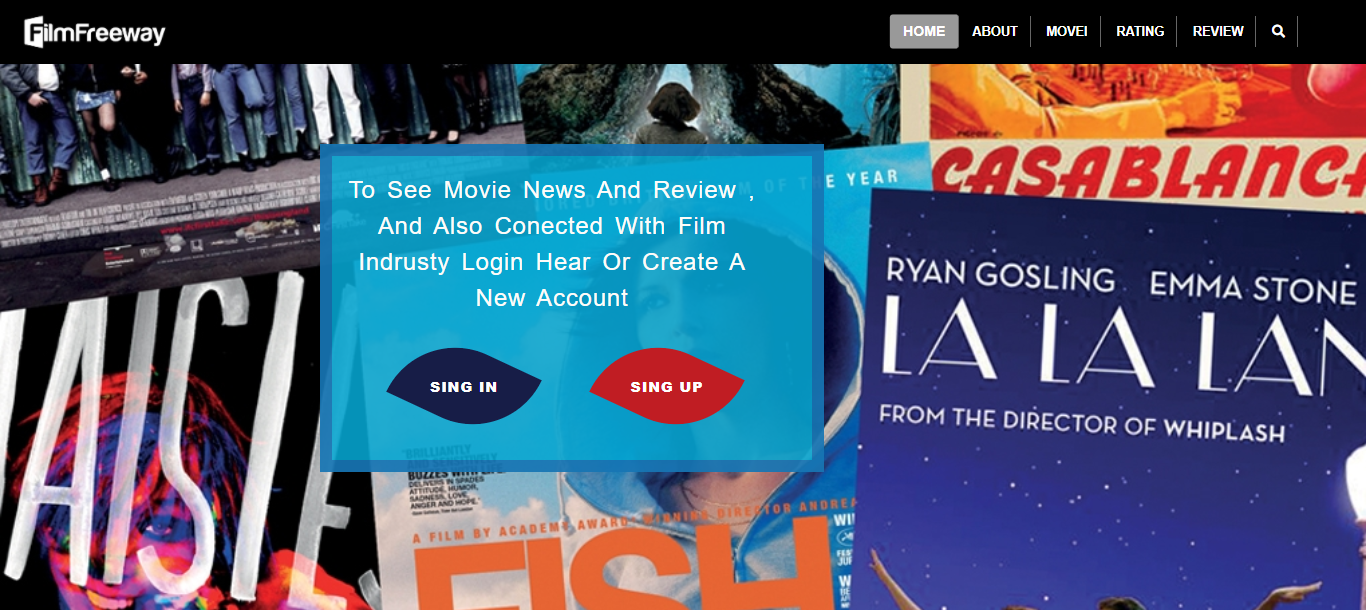 FilmFreeway
HOME
ABOUT
MOVEI
RATING
REVIEW
To See Movie News And Review ,
And Also Conected With Film
Indrusty Login Hear Or Create A
New Account
SING IN
SING UP
OF THE YEAR
CASABLANCA
RYAN GOSLING EMMA STONE
LA LA LAN
FROM THE DIRECTOR OF WHIPLASH
"BRILLIANTLY
AND SENSITIVELY
BUZZES WITH LIFE.
DELIVERS IN SPADES
ATTITUDE, HUMOR,
SADNESS, LOVE,
ANGER AND HOPE."
A FILM BY ACADEMY AWARD WINNING DIRECTOR ANDREA
FISH